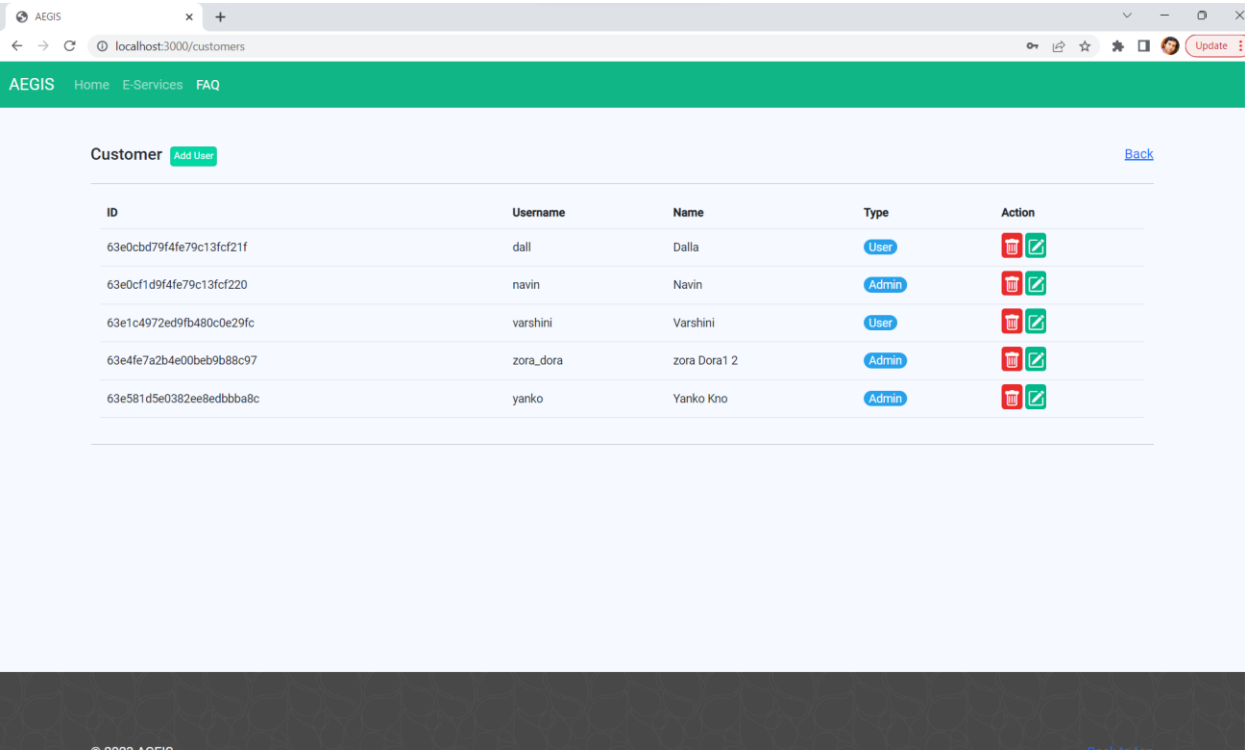 AEGIS
localhost:3000/customers
Update
AEGIS Home E-Services FAQ
Customer Add User Back
ID Username Name Type Action
63e0cbd79f4fe79c13fcf21f dall Dalla User
63e0cf1d9f4fe79c13fcf220 navin Navin Admin
63e1c4972ed9fb480c0e29fc varshini Varshini User
63e4fe7a2b4e00beb9b88c97 zora_dora zora Dora1 2 Admin
63e581d5e0382ee8edbbba8c yanko Yanko Kno Admin